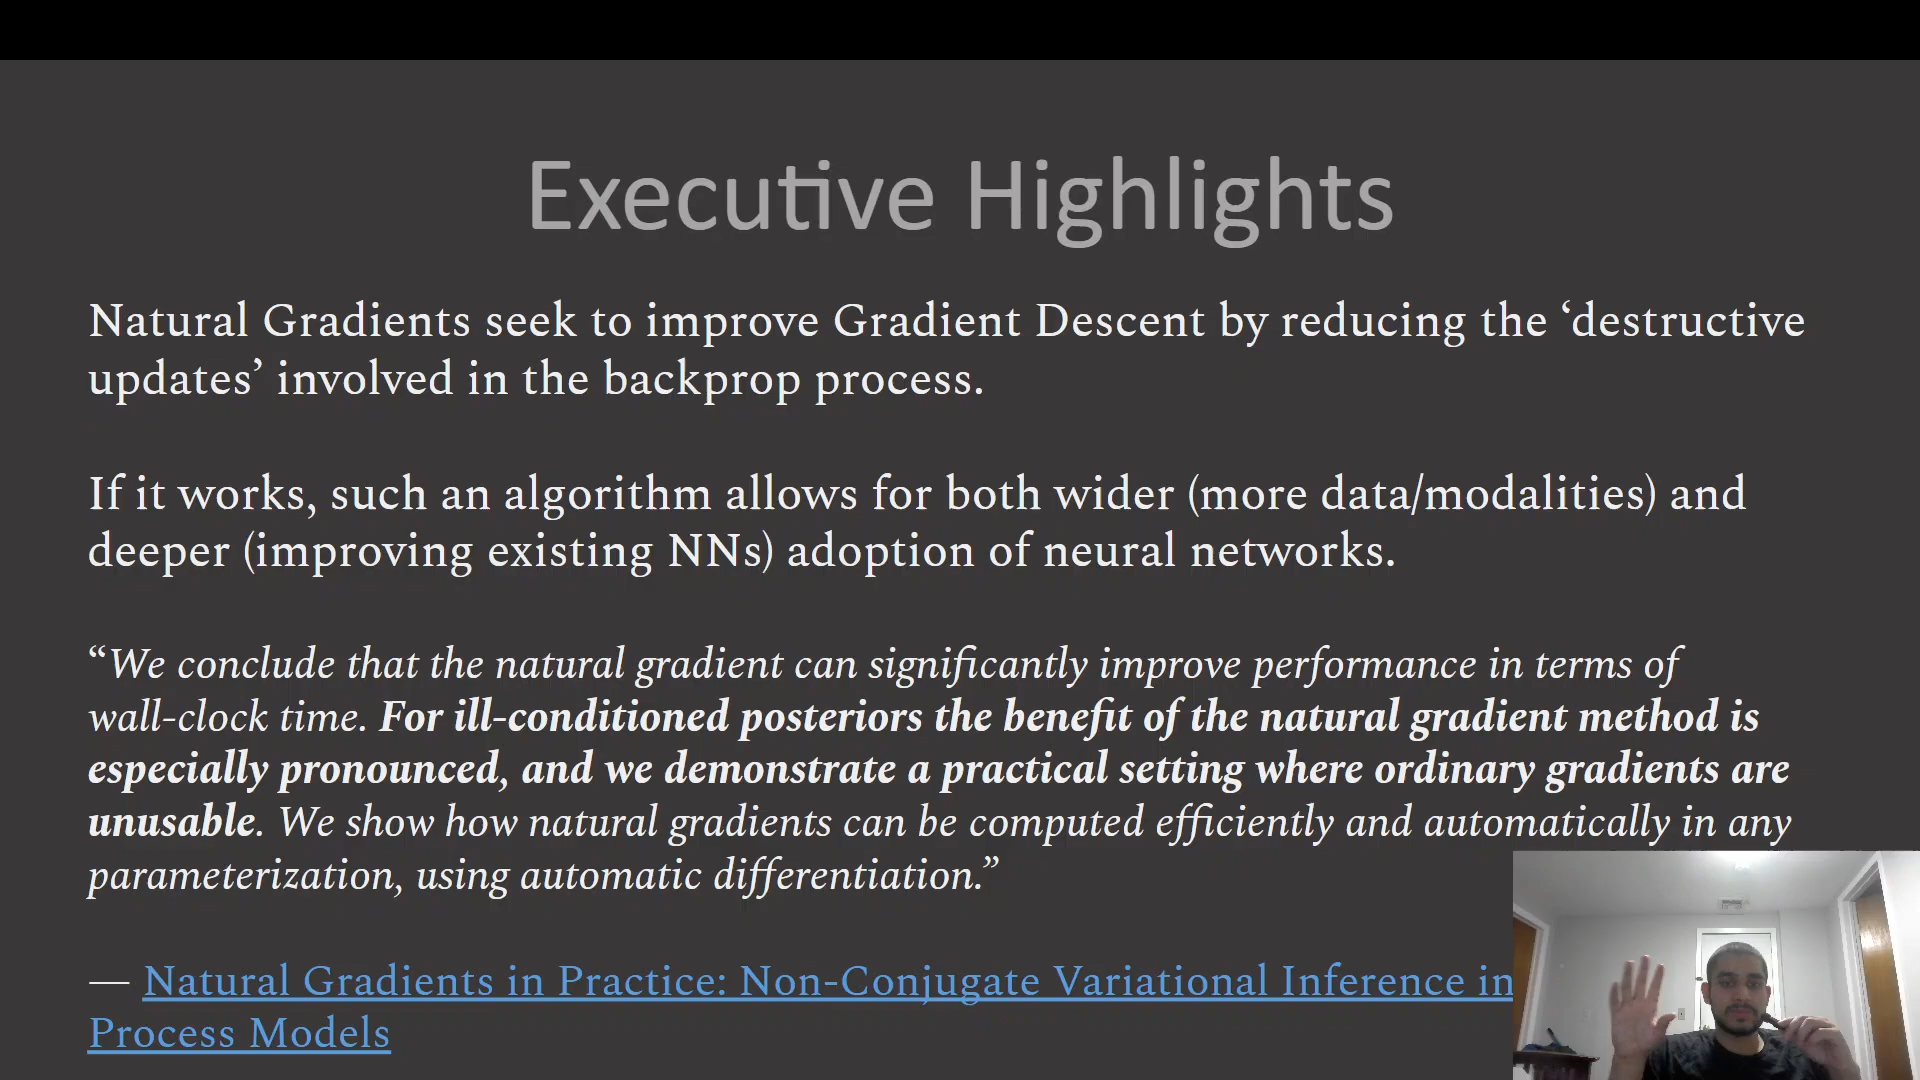 Executive Highlights
Natural Gradients seek to improve Gradient Descent by reducing the ‘destructive
updates’ involved in the backprop process.
If it works, such an algorithm allows for both wider (more data/modalities) and
deeper (improving existing NNs) adoption of neural networks.
“We conclude that the natural gradient can significantly improve performance in terms of
wall-clock time. For ill-conditioned posteriors the benefit of the natural gradient method is
especially pronounced, and we demonstrate a practical setting where ordinary gradients are
unusable. We show how natural gradients can be computed efficiently and automatically in any
parameterization, using automatic differentiation.”
— Natural Gradients in Practice: Non-Conjugate Variational Inference in
Process Models